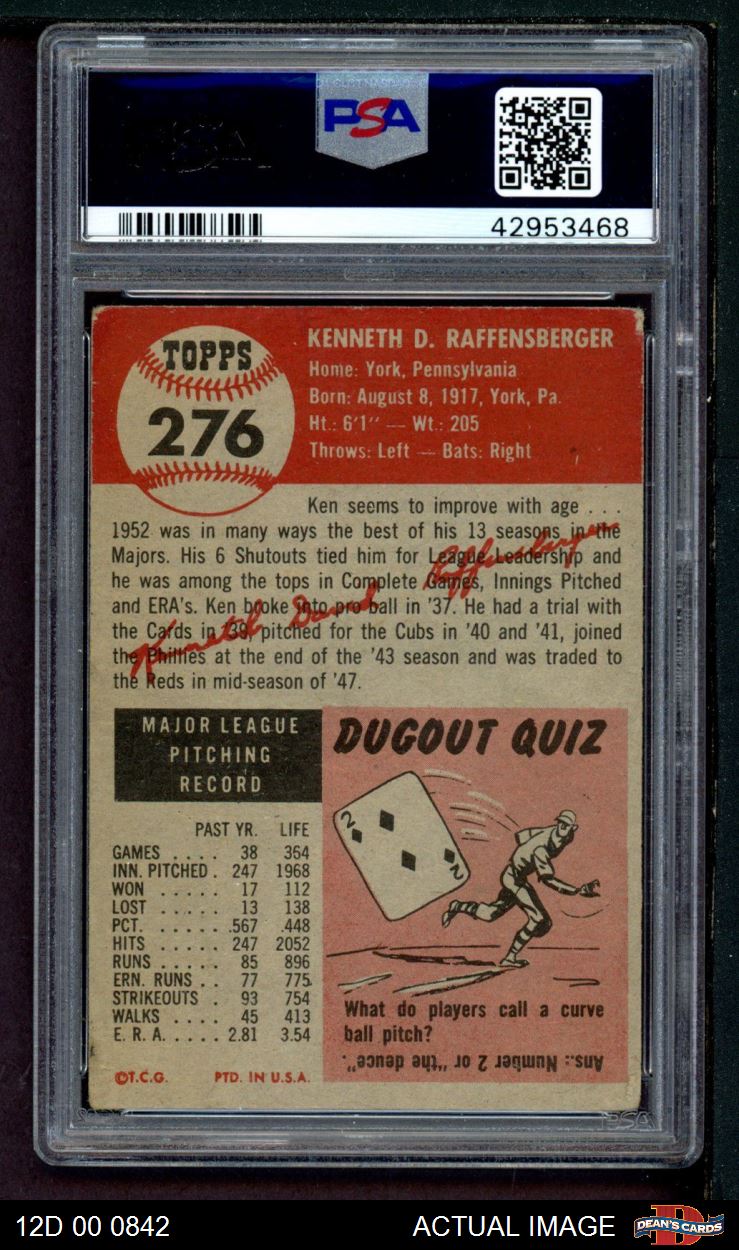 PSA
42953468
TOPPS
276
KENNETH D. RAFFENSBERGER
Home: York, Pennsylvania
Born: August 8, 1917, York, Pa.
Ht.: 6'1" — Wt.: 205
Throws: Left — Bats: Right
Ken seems to improve with age . . .
1952 was in many ways the best of his 13 seasons in the
Majors. His 6 Shutouts tied him for League Leadership and
he was among the tops in Complete Games, Innings Pitched
and ERA's. Ken broke into pro ball in '37. He had a trial with
the Cards in '39, pitched for the Cubs in '40 and '41, joined
the Phillies at the end of the '43 season and was traded to
the Reds in mid-season of '47.
Kenneth David Raffensberger
MAJOR LEAGUE
PITCHING
RECORD
PAST YR. LIFE
GAMES . . . . 38 354
INN. PITCHED . 247 1968
WON . . . . . 17 112
LOST . . . . . 13 138
PCT. . . . . . . .567 .448
HITS . . . . . 247 2052
RUNS . . . . . 85 896
ERN. RUNS . . 77 775
STRIKEOUTS . 93 754
WALKS . . . . 45 413
E. R. A. . . . . . 2.81 3.54
©T.C.G. PTD. IN U.S.A.
DUGOUT QUIZ
2
2
What do players call a curve
ball pitch?
Ans.: Number 2 or "the deuce".
PSA
12D 00 0842
ACTUAL IMAGE
D
DEAN'S CARDS